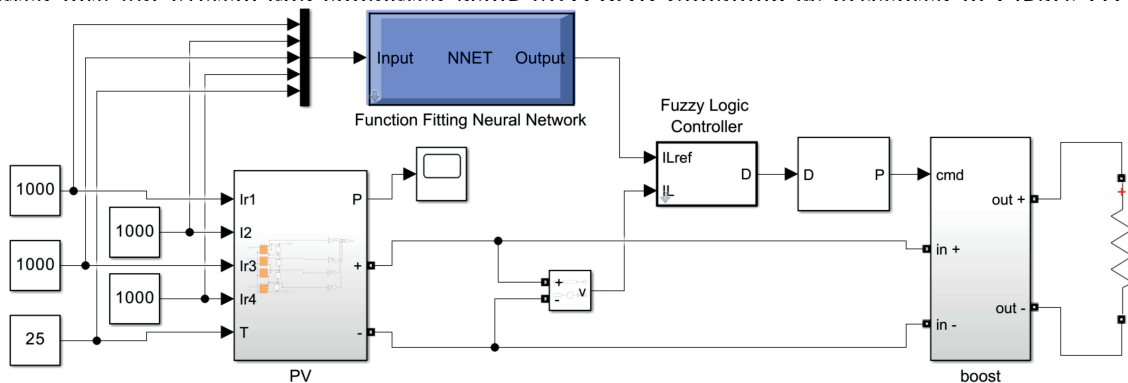 Input NNET Output
Function Fitting Neural Network
Fuzzy Logic
Controller
ILref
IL
D
D P
cmd
in +
in -
out +
out -
boost
1000
1000
1000
1000
25
Ir1
I2
Ir3
Ir4
T
P
+
-
PV
+
-
v
+